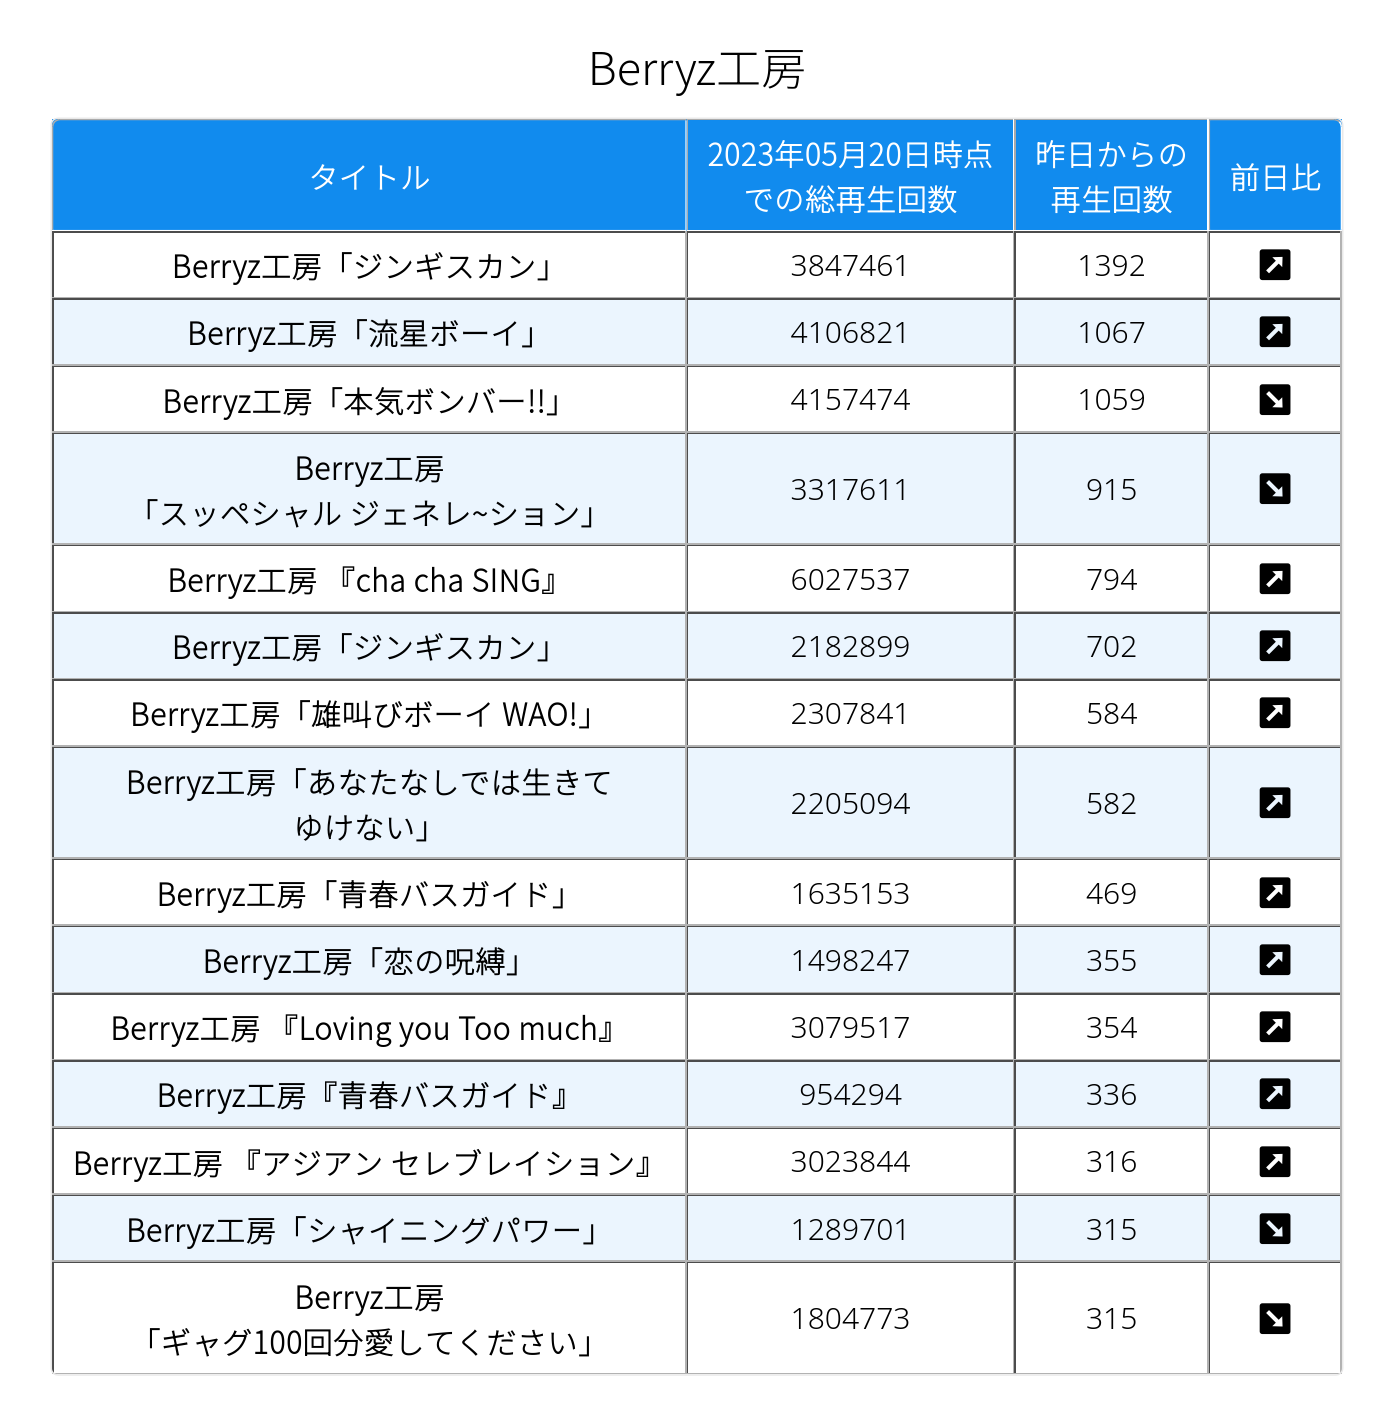 Berryz工房
タイトル
2023年05月20日時点
での総再生回数
昨日からの
再生回数
前日比
Berryz工房「ジンギスカン」 3847461 1392 ↗
Berryz工房「流星ボーイ」 4106821 1067 ↗
Berryz工房「本気ボンバー!!」 4157474 1059 ↘
Berryz工房
「スッペシャル ジェネレ~ション」 3317611 915 ↘
Berryz工房 『cha cha SING』 6027537 794 ↗
Berryz工房「ジンギスカン」 2182899 702 ↗
Berryz工房「雄叫びボーイ WAO!」 2307841 584 ↗
Berryz工房「あなたなしでは生きて
ゆけない」 2205094 582 ↗
Berryz工房「青春バスガイド」 1635153 469 ↗
Berryz工房「恋の呪縛」 1498247 355 ↗
Berryz工房 『Loving you Too much』 3079517 354 ↗
Berryz工房『青春バスガイド』 954294 336 ↗
Berryz工房 『アジアン セレブレイション』 3023844 316 ↗
Berryz工房「シャイニングパワー」 1289701 315 ↘
Berryz工房
「ギャグ100回分愛してください」 1804773 315 ↘